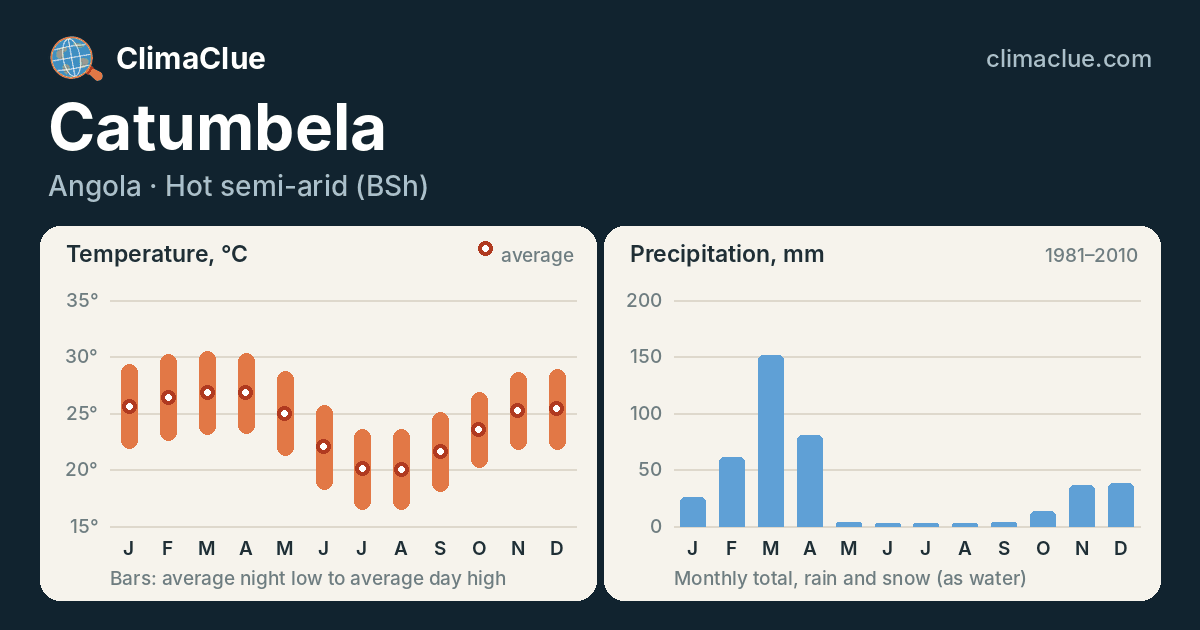 ClimaClue
climaclue.com
Catumbela
Angola · Hot semi-arid (BSh)
Temperature, °C
average
35°
30°
25°
20°
15°
J F M A M J J A S O N D
Bars: average night low to average day high
Precipitation, mm
1981–2010
200
150
100
50
0
J F M A M J J A S O N D
Monthly total, rain and snow (as water)